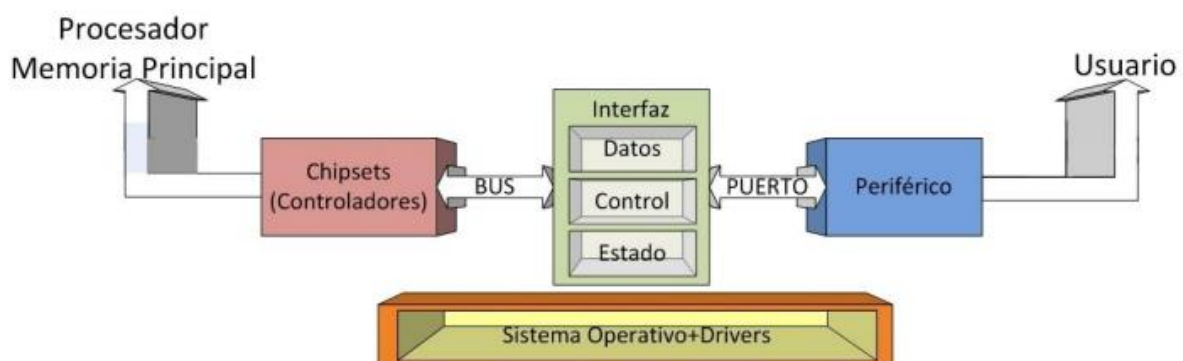 Procesador
Memoria Principal
Usuario
Interfaz
Datos
Chipsets
(Controladores)
BUS
Control
PUERTO
Periférico
Estado
Sistema Operativo+Drivers